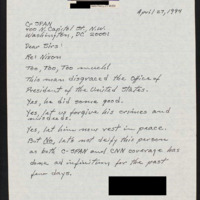 April 27, 1994
C-SPAN
400 N. Capitol St, N.W.
Washington, DC 20001
Dear Sirs!
Re: Nixon
Too, Too, Too much!
This man disgraced the Office of
President of the United States.
Yes, he did some good.
Yes, let us forgive his crimes and
misdeeds.
Yes, let him now rest in peace.
But No, let's not deify this person
as both C-SPAN and CNN coverage has
done ad infinitum for the past
few days.